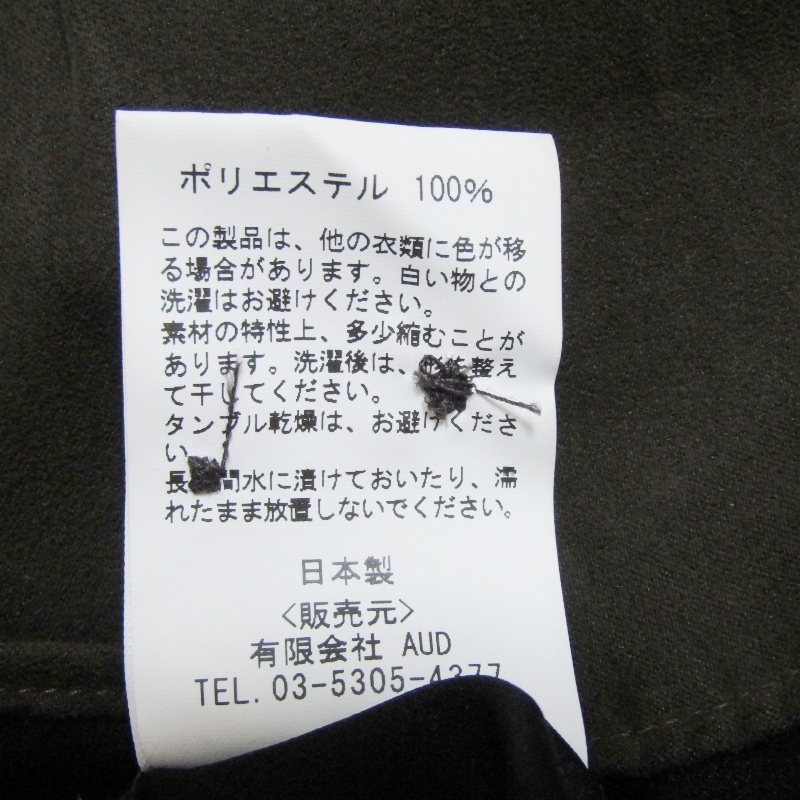 ポリエステル 100%
この製品は、他の衣類に色が移
る場合があります。白い物との
洗濯はお避けください。
素材の特性上、多少縮むことが
あります。洗濯後は、形を整え
て干してください。
タンブル乾燥は、お避けくださ
い
長 間水に漬けておいたり、濡
れたまま放置しないでください。
日本製
<販売元>
有限会社 AUD
TEL. 03-5305-4377